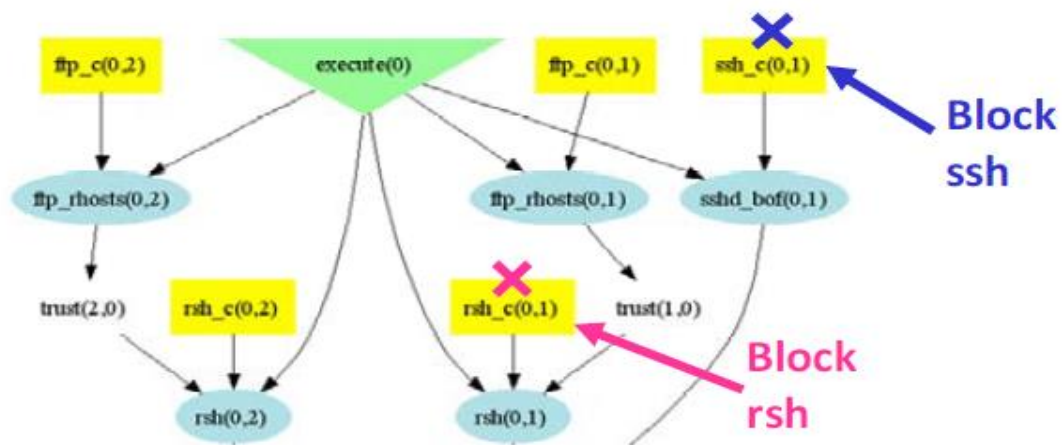 ftp_c(0,2)
execute(0)
ftp_c(0,1)
ssh_c(0,1)
Block
ssh
ftp_rhosts(0,2)
ftp_rhosts(0,1)
sshd_bof(0,1)
trust(2,0)
rsh_c(0,2)
rsh_c(0,1)
trust(1,0)
Block
rsh
rsh(0,2)
rsh(0,1)